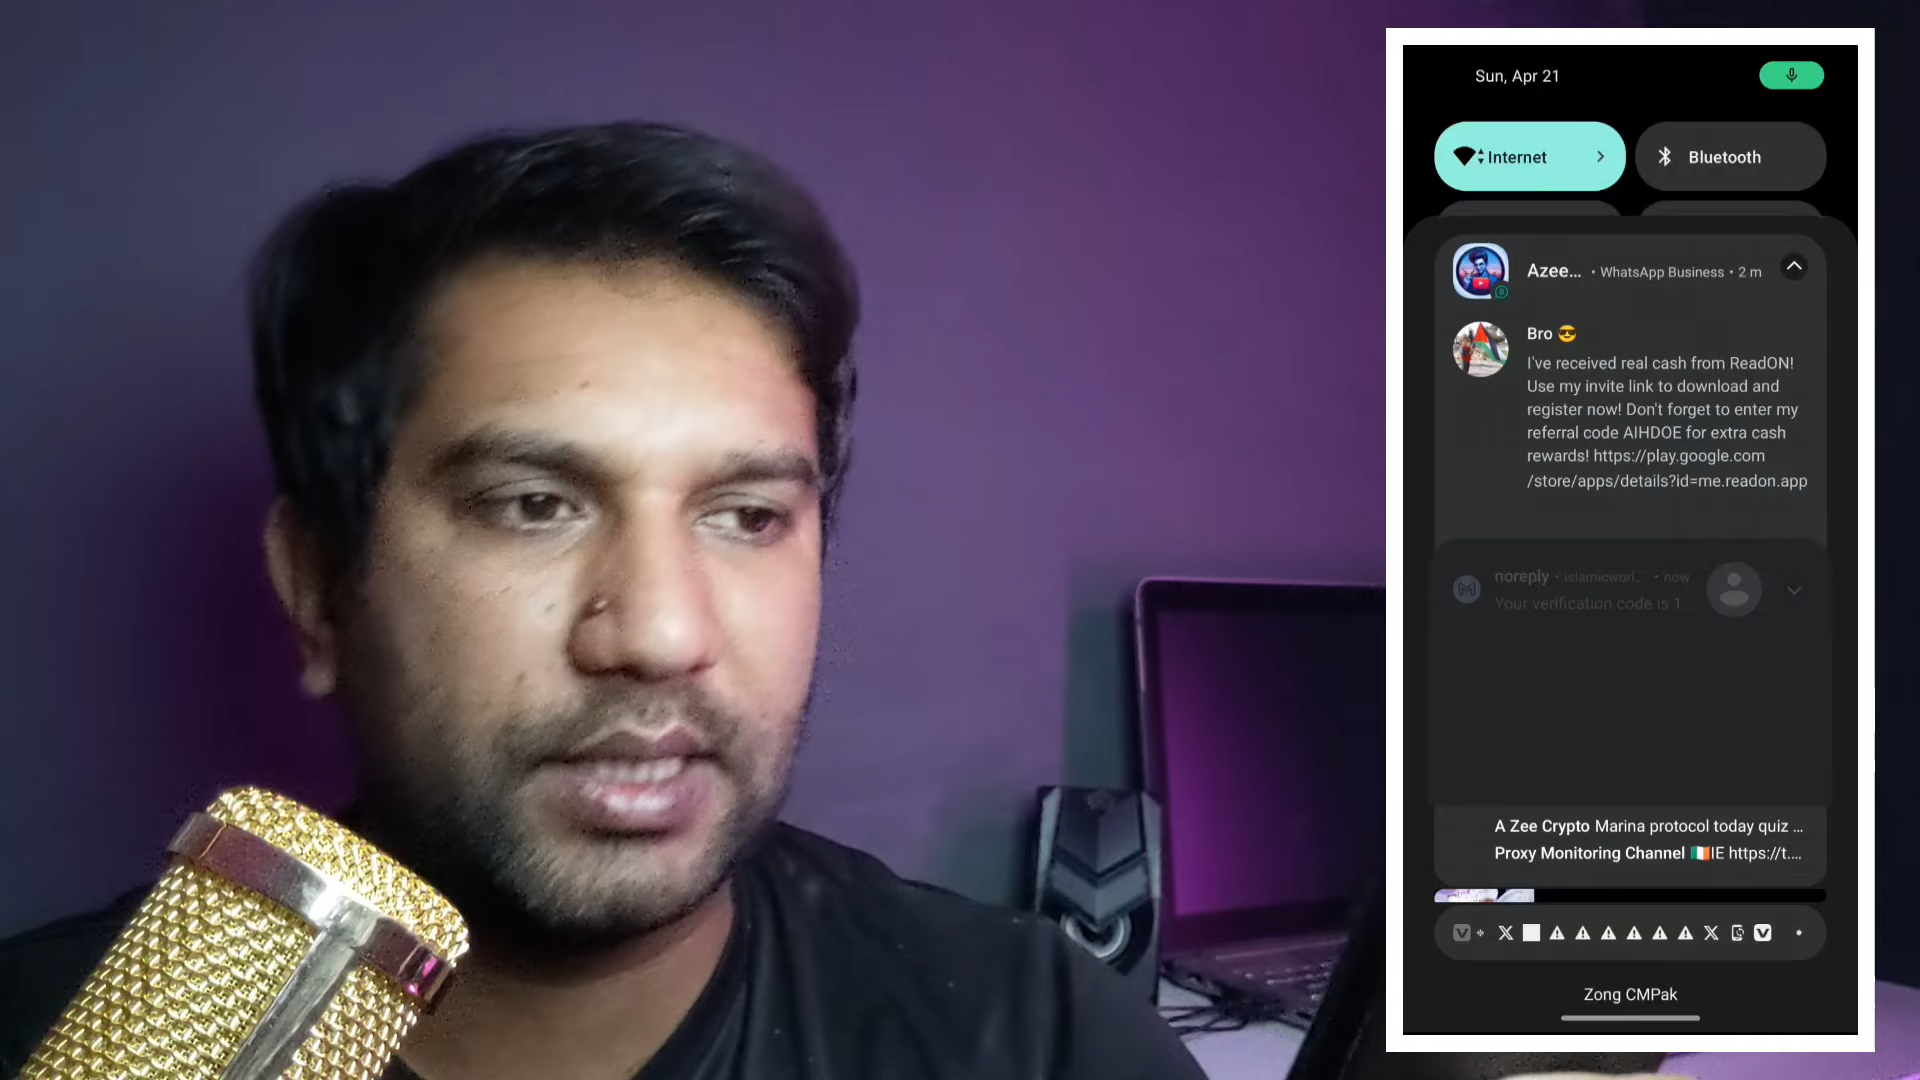 Sun, Apr 21
Internet
Bluetooth
Azee... • WhatsApp Business • 2 m
Bro 😎
I've received real cash from ReadON!
Use my invite link to download and
register now! Don't forget to enter my
referral code AIHDOE for extra cash
rewards! https://play.google.com
/store/apps/details?id=me.readon.app
noreply • islamicworl... • now
Your verification code is 1...
A Zee Crypto Marina protocol today quiz ...
Proxy Monitoring Channel 🇮🇪IE https://t....
Zong CMPak